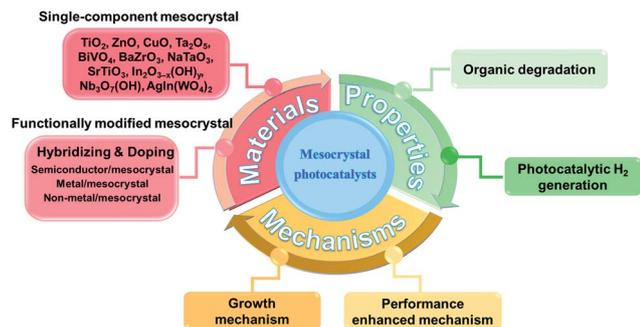 Single-component mesocrystal
TiO₂, ZnO, CuO, Ta₂O₅,
BiVO₄, BaZrO₃, NaTaO₃,
SrTiO₃, In₂O₃₋ₓ(OH)ᵧ,
Nb₃O₇(OH), AgIn(WO₄)₂
Functionally modified mesocrystal
Hybridizing & Doping
Semiconductor/mesocrystal
Metal/mesocrystal
Non-metal/mesocrystal
Materials
Properties
Mechanisms
Mesocrystal
photocatalysts
Organic degradation
Photocatalytic H₂
generation
Growth
mechanism
Performance
enhanced mechanism